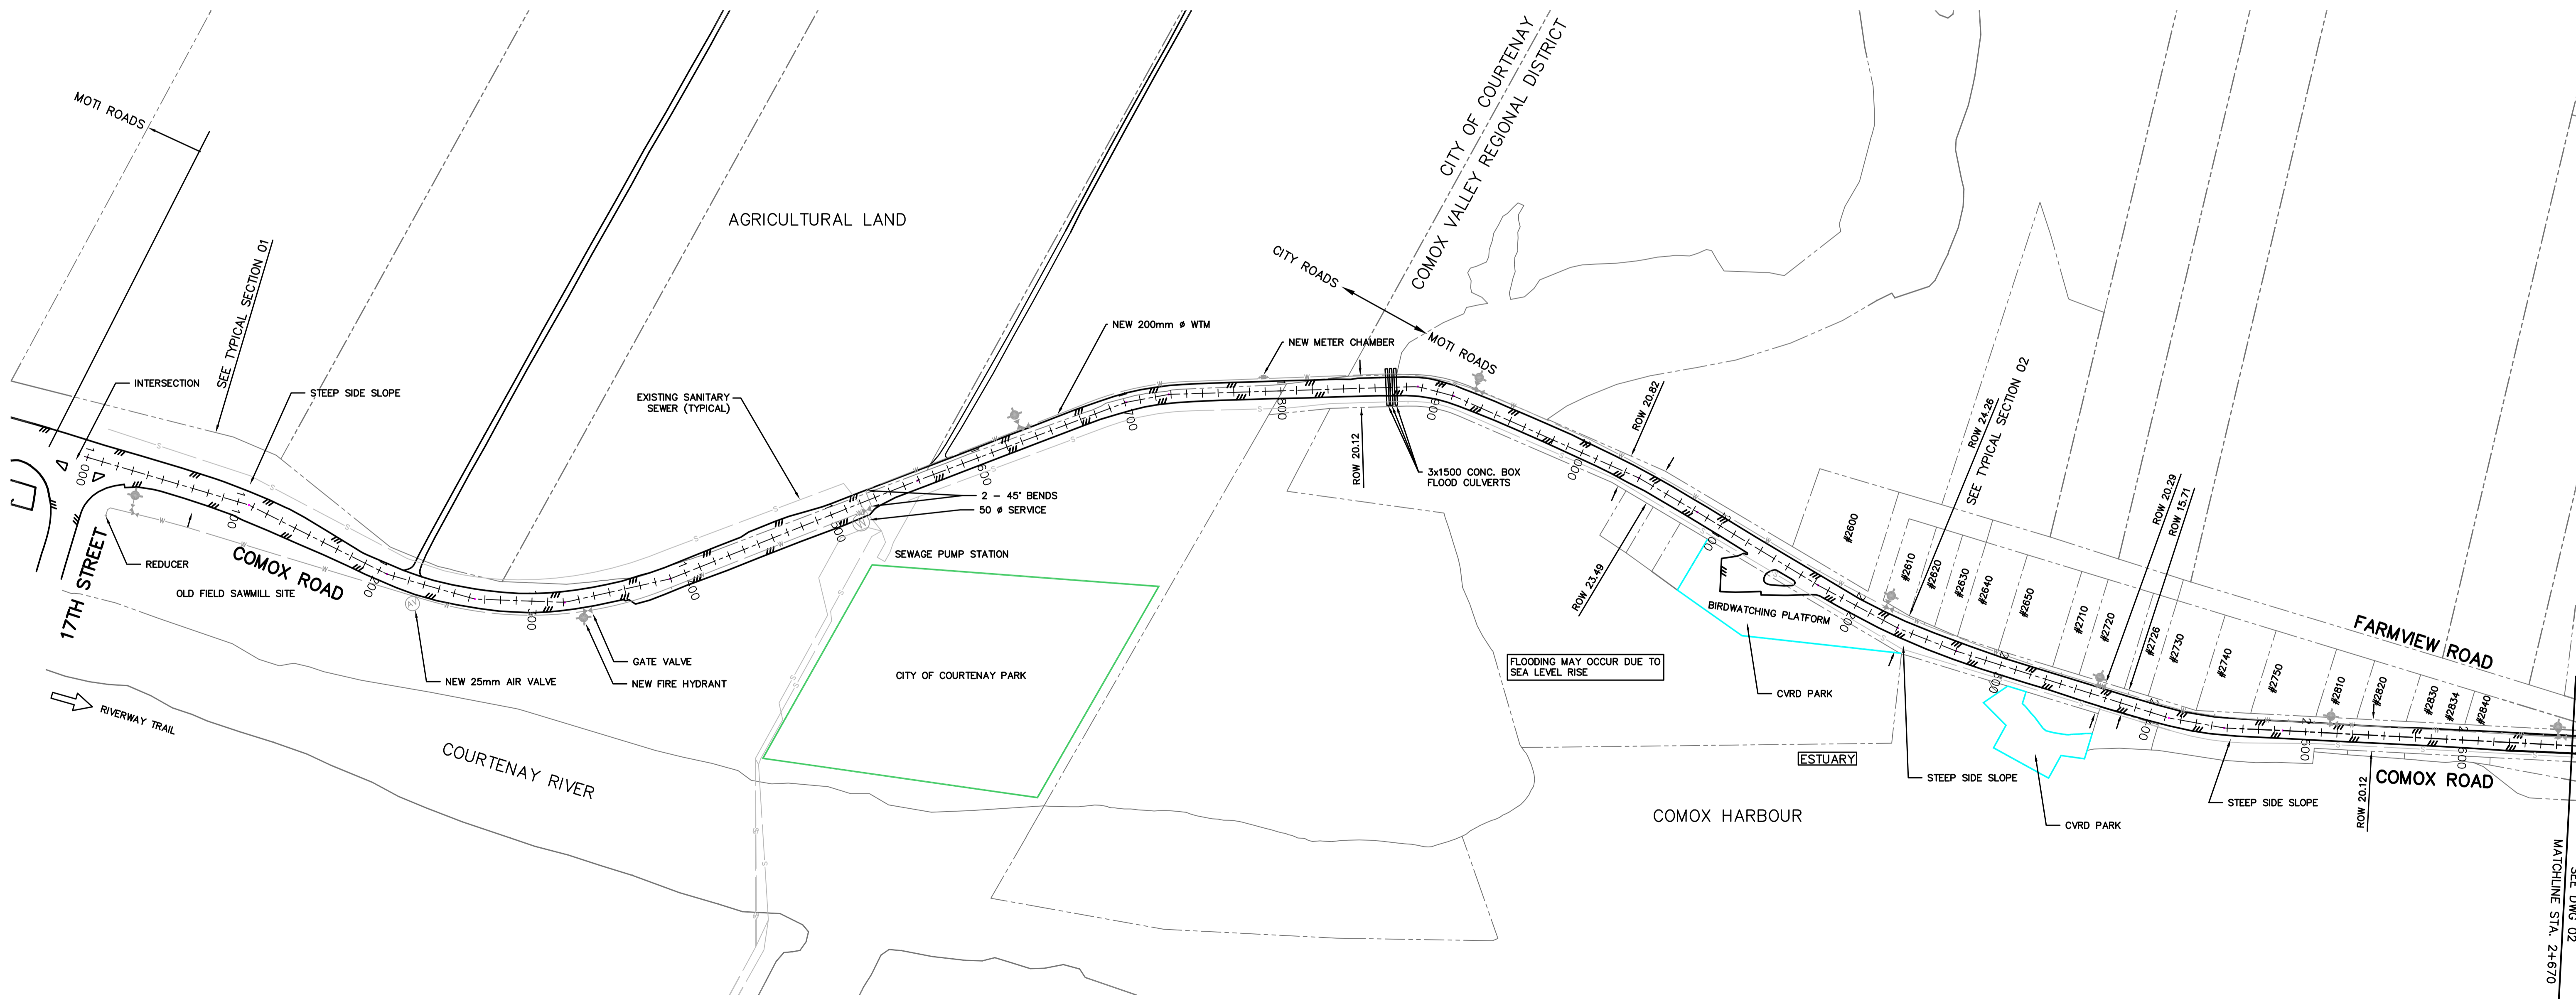 MOTI ROADS
SEE TYPICAL SECTION 01
INTERSECTION
STEEP SIDE SLOPE
AGRICULTURAL LAND
EXISTING SANITARY
SEWER (TYPICAL)
NEW 200mm ø WTM
NEW METER CHAMBER
CITY ROADS
MOTI ROADS
CITY OF COURTENAY
COMOX VALLEY REGIONAL DISTRICT
ROW 20.12
3x1500 CONC. BOX
FLOOD CULVERTS
ROW 20.82
ROW 23.49
ROW 24.26
SEE TYPICAL SECTION 02
ROW 20.29
ROW 15.71
2 - 45° BENDS
50 ø SERVICE
SEWAGE PUMP STATION
17TH STREET
REDUCER
COMOX ROAD
OLD FIELD SAWMILL SITE
NEW 25mm AIR VALVE
GATE VALVE
NEW FIRE HYDRANT
RIVERWAY TRAIL
COURTENAY RIVER
CITY OF COURTENAY PARK
FLOODING MAY OCCUR DUE TO
SEA LEVEL RISE
BIRDWATCHING PLATFORM
CVRD PARK
ESTUARY
COMOX HARBOUR
STEEP SIDE SLOPE
CVRD PARK
STEEP SIDE SLOPE
#2600
#2610
#2620
#2630
#2640
#2650
#2710
#2720
#2726
#2730
#2740
#2750
#2810
#2820
#2830
#2834
#2840
FARMVIEW ROAD
COMOX ROAD
ROW 20.12
SEE DWG 02
MATCHLINE STA. 2+670